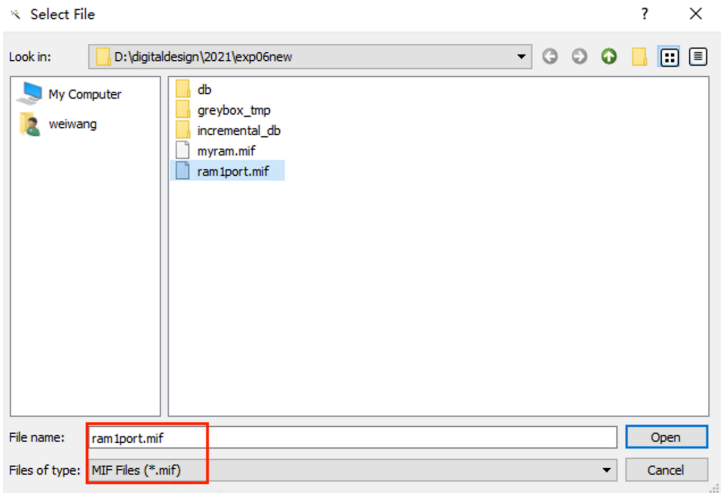 Select File
?
Look in:
D:\digitaldesign\2021\exp06new
My Computer
weiwang
db
greybox_tmp
incremental_db
myram.mif
ram1port.mif
File name:
ram1port.mif
Open
Files of type:
MIF Files (*.mif)
Cancel